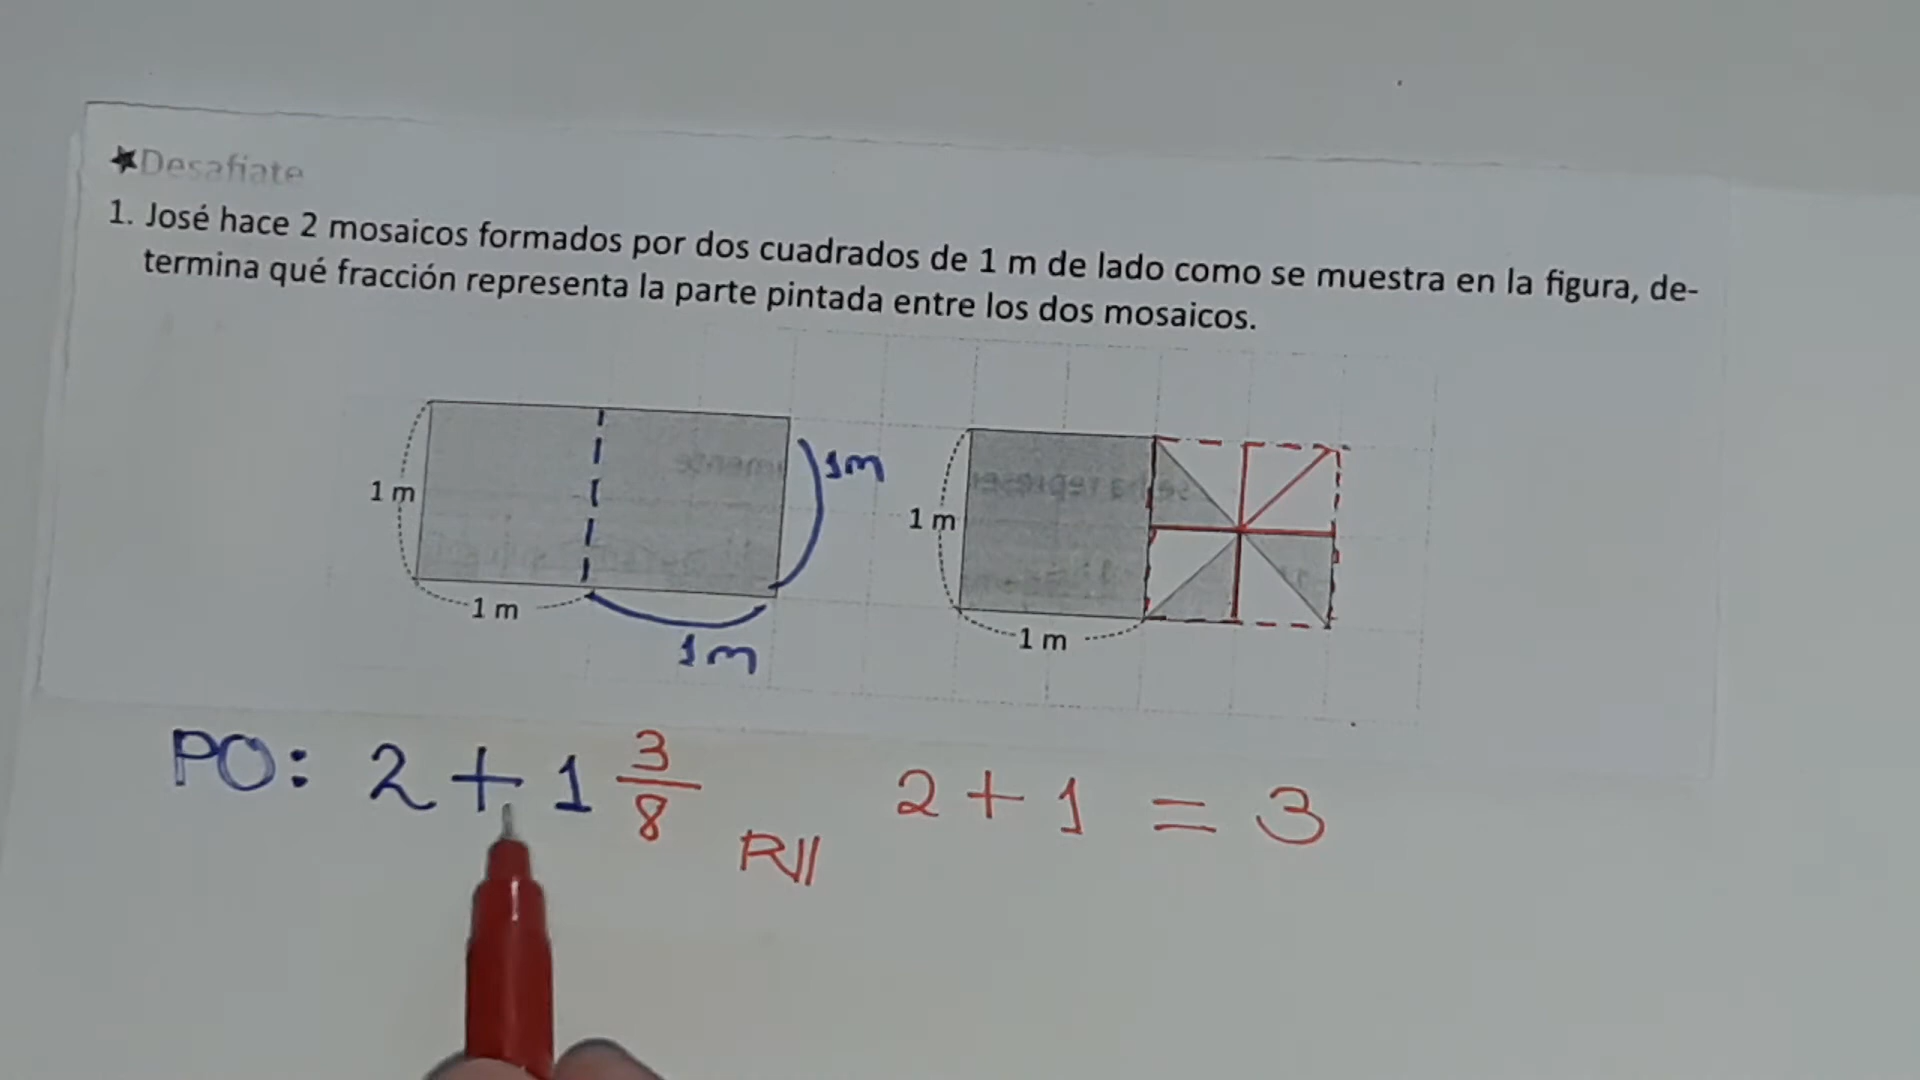 ★Desafiate
1. José hace 2 mosaicos formados por dos cuadrados de 1 m de lado como se muestra en la figura, de-
termina qué fracción representa la parte pintada entre los dos mosaicos.
1 m
1 m
1m
1m
1 m
1 m
PO: 2 + 1 3/8
R//
2 + 1 = 3